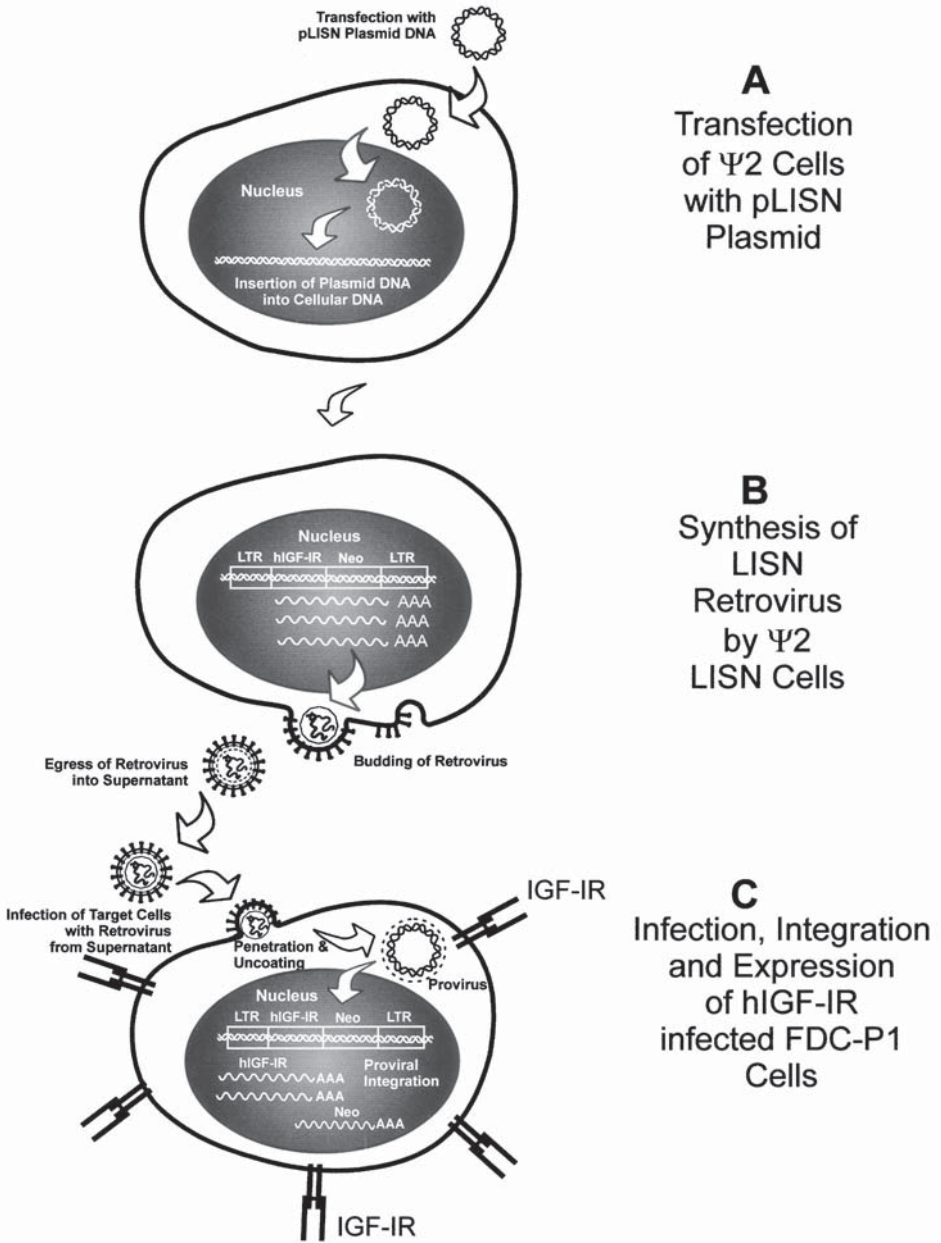 Transfection with
pLISN Plasmid DNA
A
Transfection
of Ψ2 Cells
with pLISN
Plasmid
Nucleus
Insertion of Plasmid DNA
into Cellular DNA
B
Synthesis of
LISN
Retrovirus
by Ψ2
LISN Cells
Nucleus
LTR hIGF-IR Neo LTR
AAA
AAA
AAA
Budding of Retrovirus
Egress of Retrovirus
into Supernatant
C
Infection, Integration
and Expression
of hIGF-IR
infected FDC-P1
Cells
IGF-IR
Infection of Target Cells
with Retrovirus
from Supernatant
Penetration &
Uncoating
Provirus
Nucleus
LTR hIGF-IR Neo LTR
hIGF-IR
AAA
AAA
Proviral
Integration
Neo
AAA
IGF-IR